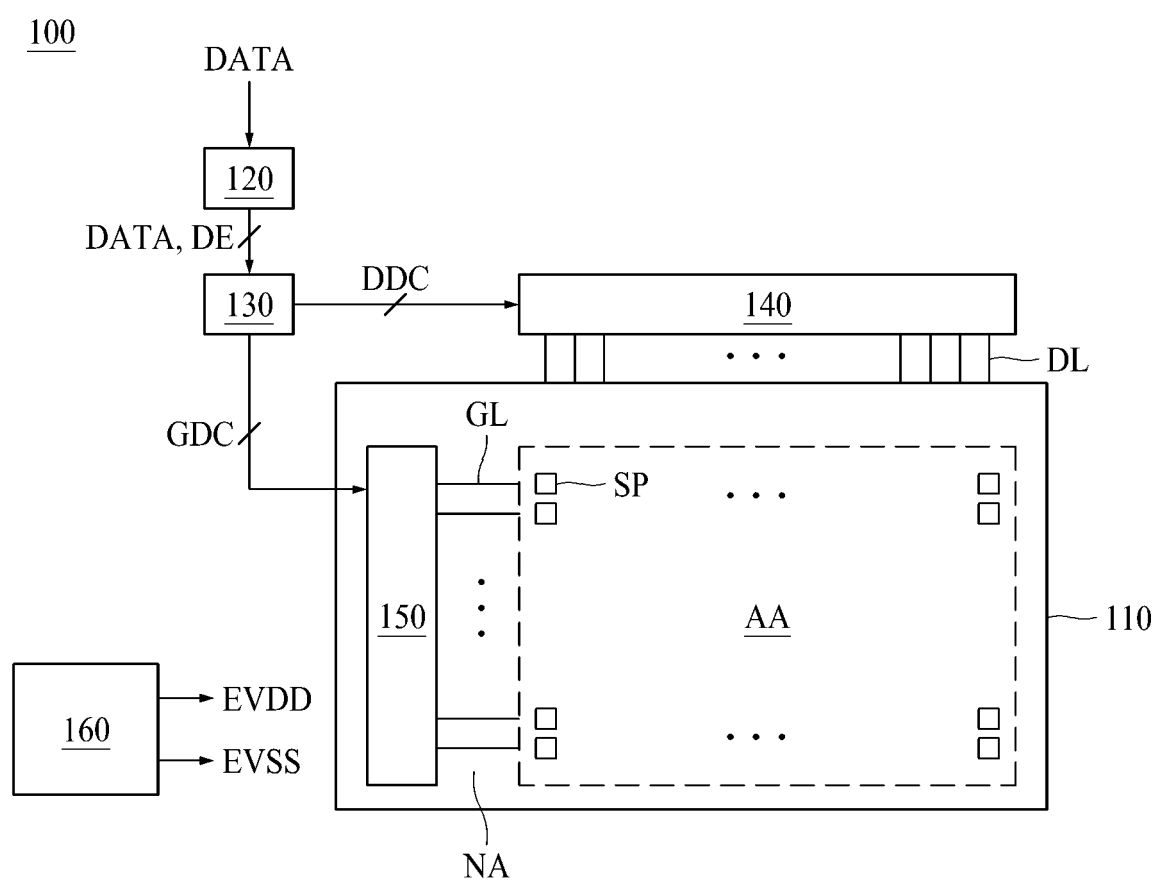 100
DATA
120
DATA, DE
130
DDC
140
DL
GDC
GL
SP
150
AA
110
160
EVDD
EVSS
NA